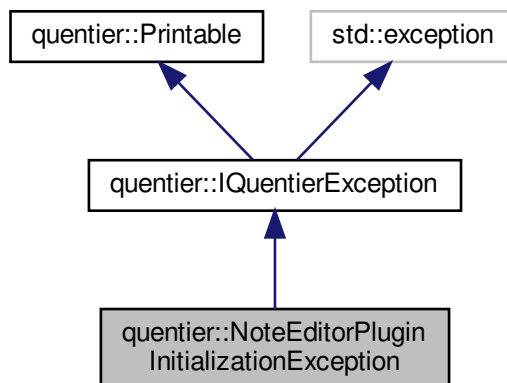 quentier::Printable
std::exception
quentier::IQuentierException
quentier::NoteEditorPlugin
InitializationException